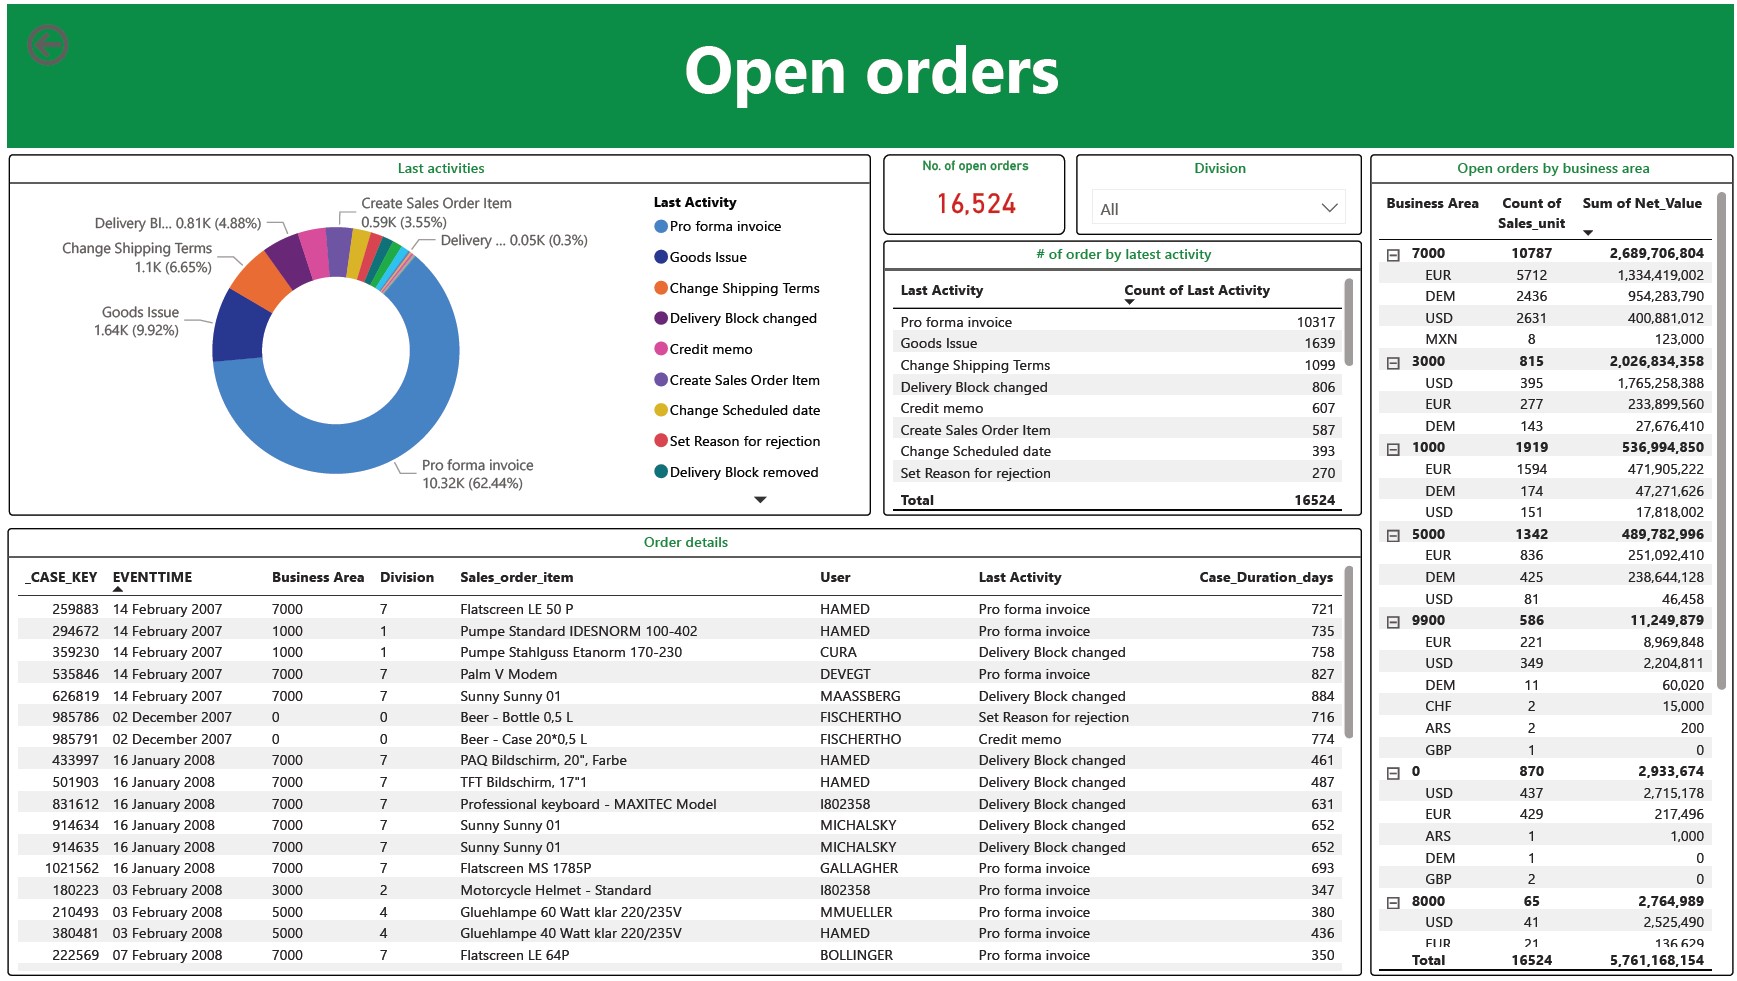 Open orders
Last activities
Create Sales Order Item
0.59K (3.55%)
Delivery Bl... 0.81K (4.88%)
Delivery ... 0.05K (0.3%)
Change Shipping Terms
1.1K (6.65%)
Goods Issue
1.64K (9.92%)
Pro forma invoice
10.32K (62.44%)
Last Activity
Pro forma invoice
Goods Issue
Change Shipping Terms
Delivery Block changed
Credit memo
Create Sales Order Item
Change Scheduled date
Set Reason for rejection
Delivery Block removed
No. of open orders
16,524
Division
All
# of order by latest activity
Last Activity Count of Last Activity
Pro forma invoice 10317
Goods Issue 1639
Change Shipping Terms 1099
Delivery Block changed 806
Credit memo 607
Create Sales Order Item 587
Change Scheduled date 393
Set Reason for rejection 270
Total 16524
Open orders by business area
Business Area Count of Sales_unit Sum of Net_Value
7000 10787 2,689,706,804
EUR 5712 1,334,419,002
DEM 2436 954,283,790
USD 2631 400,881,012
MXN 8 123,000
3000 815 2,026,834,358
USD 395 1,765,258,388
EUR 277 233,899,560
DEM 143 27,676,410
1000 1919 536,994,850
EUR 1594 471,905,222
DEM 174 47,271,626
USD 151 17,818,002
5000 1342 489,782,996
EUR 836 251,092,410
DEM 425 238,644,128
USD 81 46,458
9900 586 11,249,879
EUR 221 8,969,848
USD 349 2,204,811
DEM 11 60,020
CHF 2 15,000
ARS 2 200
GBP 1 0
0 870 2,933,674
USD 437 2,715,178
EUR 429 217,496
ARS 1 1,000
DEM 1 0
GBP 2 0
8000 65 2,764,989
USD 41 2,525,490
EUR 21 136,629
Total 16524 5,761,168,154
Order details
_CASE_KEY EVENTTIME Business Area Division Sales_order_item User Last Activity Case_Duration_days
259883 14 February 2007 7000 7 Flatscreen LE 50 P HAMED Pro forma invoice 721
294672 14 February 2007 1000 1 Pumpe Standard IDESNORM 100-402 HAMED Pro forma invoice 735
359230 14 February 2007 1000 1 Pumpe Stahlguss Etanorm 170-230 CURA Delivery Block changed 758
535846 14 February 2007 7000 7 Palm V Modem DEVEGT Pro forma invoice 827
626819 14 February 2007 7000 7 Sunny Sunny 01 MAASSBERG Delivery Block changed 884
985786 02 December 2007 0 0 Beer - Bottle 0,5 L FISCHERTHO Set Reason for rejection 716
985791 02 December 2007 0 0 Beer - Case 20*0,5 L FISCHERTHO Credit memo 774
433997 16 January 2008 7000 7 PAQ Bildschirm, 20", Farbe HAMED Delivery Block changed 461
501903 16 January 2008 7000 7 TFT Bildschirm, 17"1 HAMED Delivery Block changed 487
831612 16 January 2008 7000 7 Professional keyboard - MAXITEC Model I802358 Delivery Block changed 631
914634 16 January 2008 7000 7 Sunny Sunny 01 MICHALSKY Delivery Block changed 652
914635 16 January 2008 7000 7 Sunny Sunny 01 MICHALSKY Delivery Block changed 652
1021562 16 January 2008 7000 7 Flatscreen MS 1785P GALLAGHER Pro forma invoice 693
180223 03 February 2008 3000 2 Motorcycle Helmet - Standard I802358 Pro forma invoice 347
210493 03 February 2008 5000 4 Gluehlampe 60 Watt klar 220/235V MMUELLER Pro forma invoice 380
380481 03 February 2008 5000 4 Gluehlampe 40 Watt klar 220/235V HAMED Pro forma invoice 436
222569 07 February 2008 7000 7 Flatscreen LE 64P BOLLINGER Pro forma invoice 350